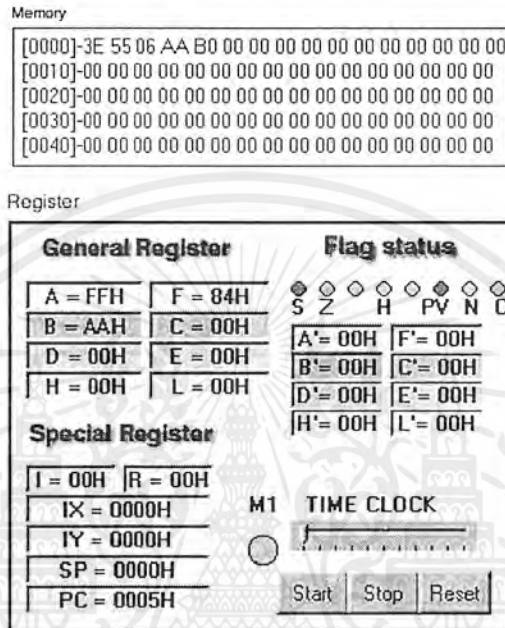 Memory
[0000]-3E 55 06 AA B0 00 00 00 00 00 00 00 00 00 00 00
[0010]-00 00 00 00 00 00 00 00 00 00 00 00 00 00 00 00
[0020]-00 00 00 00 00 00 00 00 00 00 00 00 00 00 00 00
[0030]-00 00 00 00 00 00 00 00 00 00 00 00 00 00 00 00
[0040]-00 00 00 00 00 00 00 00 00 00 00 00 00 00 00 00
Register
General Register
A = FFH F = 84H
B = AAH C = 00H
D = 00H E = 00H
H = 00H L = 00H
Flag status
S Z H PV N C
A'= 00H F'= 00H
B'= 00H C'= 00H
D'= 00H E'= 00H
H'= 00H L'= 00H
Special Register
I = 00H R = 00H
IX = 0000H
IY = 0000H
SP = 0000H
PC = 0005H
M1 TIME CLOCK
Start Stop Reset